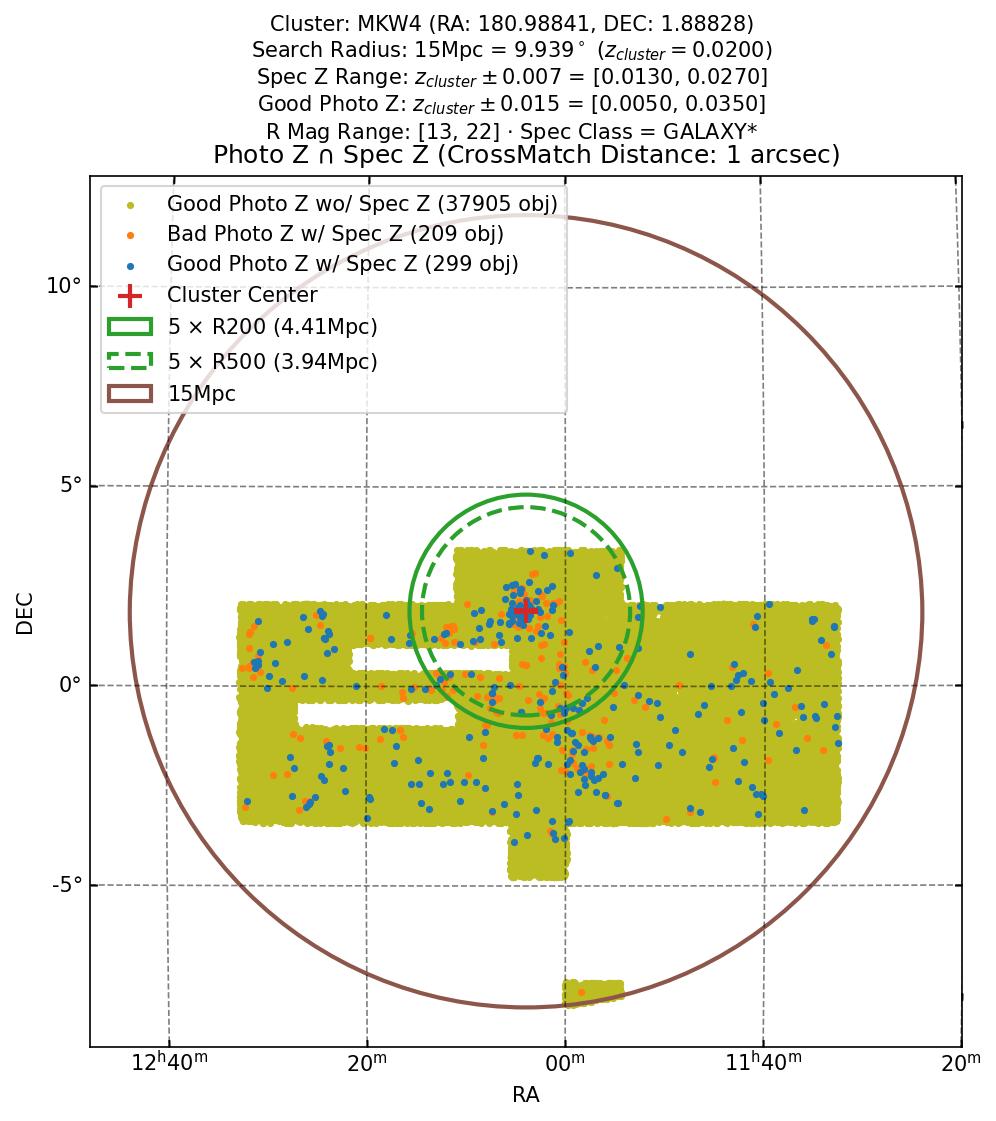 Cluster: MKW4 (RA: 180.98841, DEC: 1.88828)
Search Radius: 15Mpc = 9.939° (z_cluster = 0.0200)
Spec Z Range: z_cluster ± 0.007 = [0.0130, 0.0270]
Good Photo Z: z_cluster ± 0.015 = [0.0050, 0.0350]
R Mag Range: [13, 22] · Spec Class = GALAXY*
Photo Z ∩ Spec Z (CrossMatch Distance: 1 arcsec)
Good Photo Z wo/ Spec Z (37905 obj)
Bad Photo Z w/ Spec Z (209 obj)
Good Photo Z w/ Spec Z (299 obj)
Cluster Center
5 × R200 (4.41Mpc)
5 × R500 (3.94Mpc)
15Mpc
10°
5°
0°
-5°
DEC
12ʰ40ᵐ 20ᵐ 00ᵐ 11ʰ40ᵐ 20ᵐ
RA